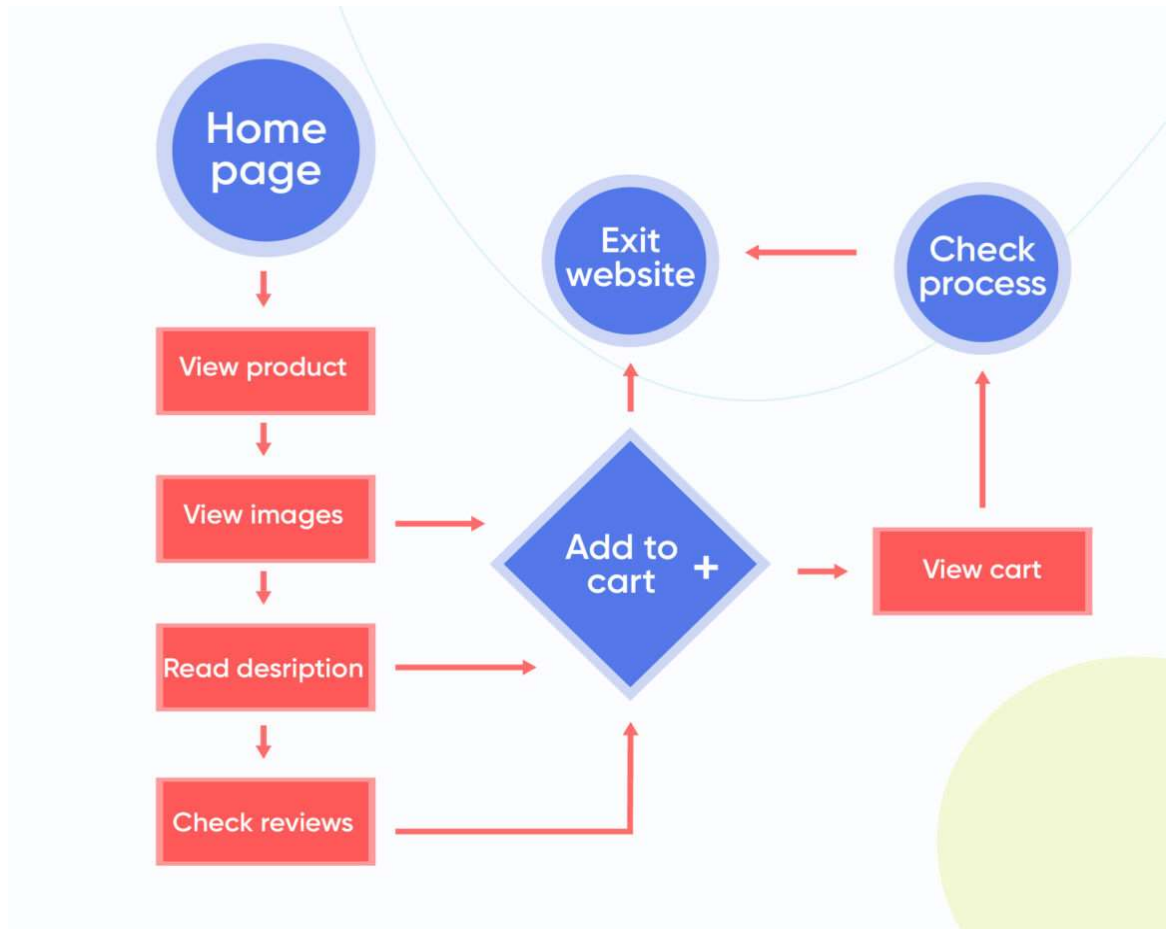 Home
page
Exit
website
Check
process
View product
View images
Add to
cart +
View cart
Read desription
Check reviews